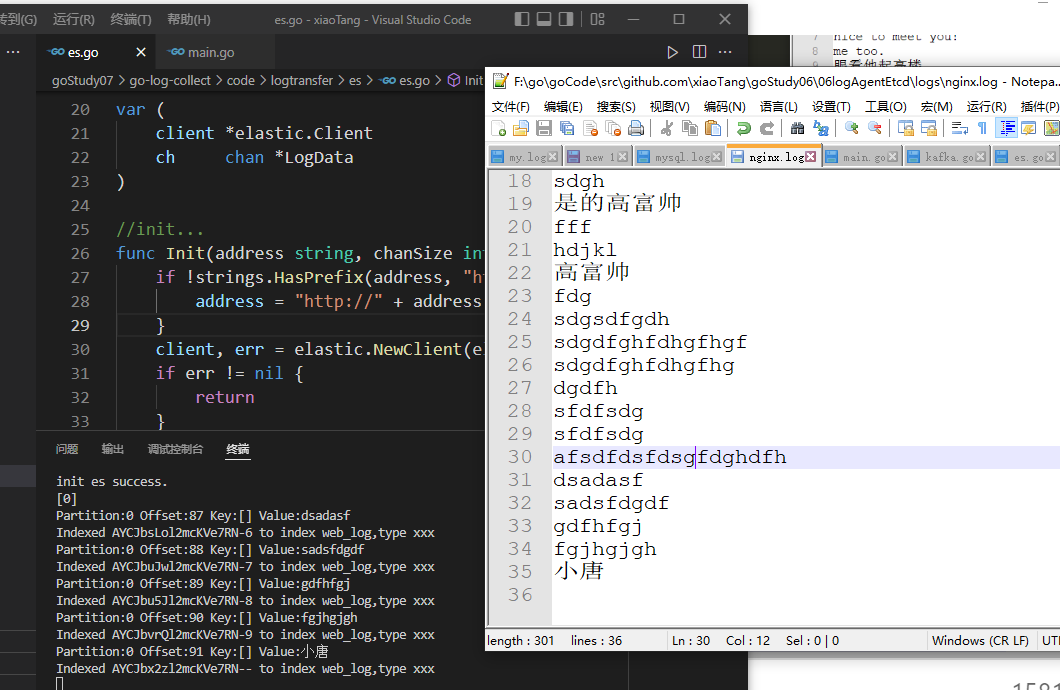 转到(G) 运行(R) 终端(T) 帮助(H) es.go - xiaoTang - Visual Studio Code
es.go main.go
goStudy07 > go-log-collect > code > logtransfer > es > es.go > Init
20 var (
21 client *elastic.Client
22 ch chan *LogData
23 )
24
25 //init...
26 func Init(address string, chanSize int
27 if !strings.HasPrefix(address, "ht
28 address = "http://" + address
29 }
30 client, err = elastic.NewClient(e
31 if err != nil {
32 return
33 }
问题 输出 调试控制台 终端
init es success.
[0]
Partition:0 Offset:87 Key:[] Value:dsadasf
Indexed AYCJbsLol2mcKVe7RN-6 to index web_log,type xxx
Partition:0 Offset:88 Key:[] Value:sadsfdgdf
Indexed AYCJbuJwl2mcKVe7RN-7 to index web_log,type xxx
Partition:0 Offset:89 Key:[] Value:gdfhfgj
Indexed AYCJbu5Jl2mcKVe7RN-8 to index web_log,type xxx
Partition:0 Offset:90 Key:[] Value:fgjhgjgh
Indexed AYCJbvrQl2mcKVe7RN-9 to index web_log,type xxx
Partition:0 Offset:91 Key:[] Value:小唐
Indexed AYCJbx2zl2mcKVe7RN-- to index web_log,type xxx
7 nice to meet you!
8 me too.
眼看他起高楼
F:\go\goCode\src\github.com\xiaoTang\goStudy06\06logAgentEtcd\logs\nginx.log - Notepa...
文件(F) 编辑(E) 搜索(S) 视图(V) 编码(N) 语言(L) 设置(T) 工具(O) 宏(M) 运行(R) 插件(P)
my.log new 1 mysql.log nginx.log main.go kafka.go es.go
18 sdgh
19 是的高富帅
20 fff
21 hdjkl
22 高富帅
23 fdg
24 sdgsdfgdh
25 sdgdfghfdhgfhgf
26 sdgdfghfdhgfhg
27 dgdfh
28 sfdfsdg
29 sfdfsdg
30 afsdfdsfdsgfdghdfh
31 dsadasf
32 sadsfdgdf
33 gdfhfgj
34 fgjhgjgh
35 小唐
36
length : 301 lines : 36 Ln : 30 Col : 12 Sel : 0 | 0 Windows (CR LF) UT